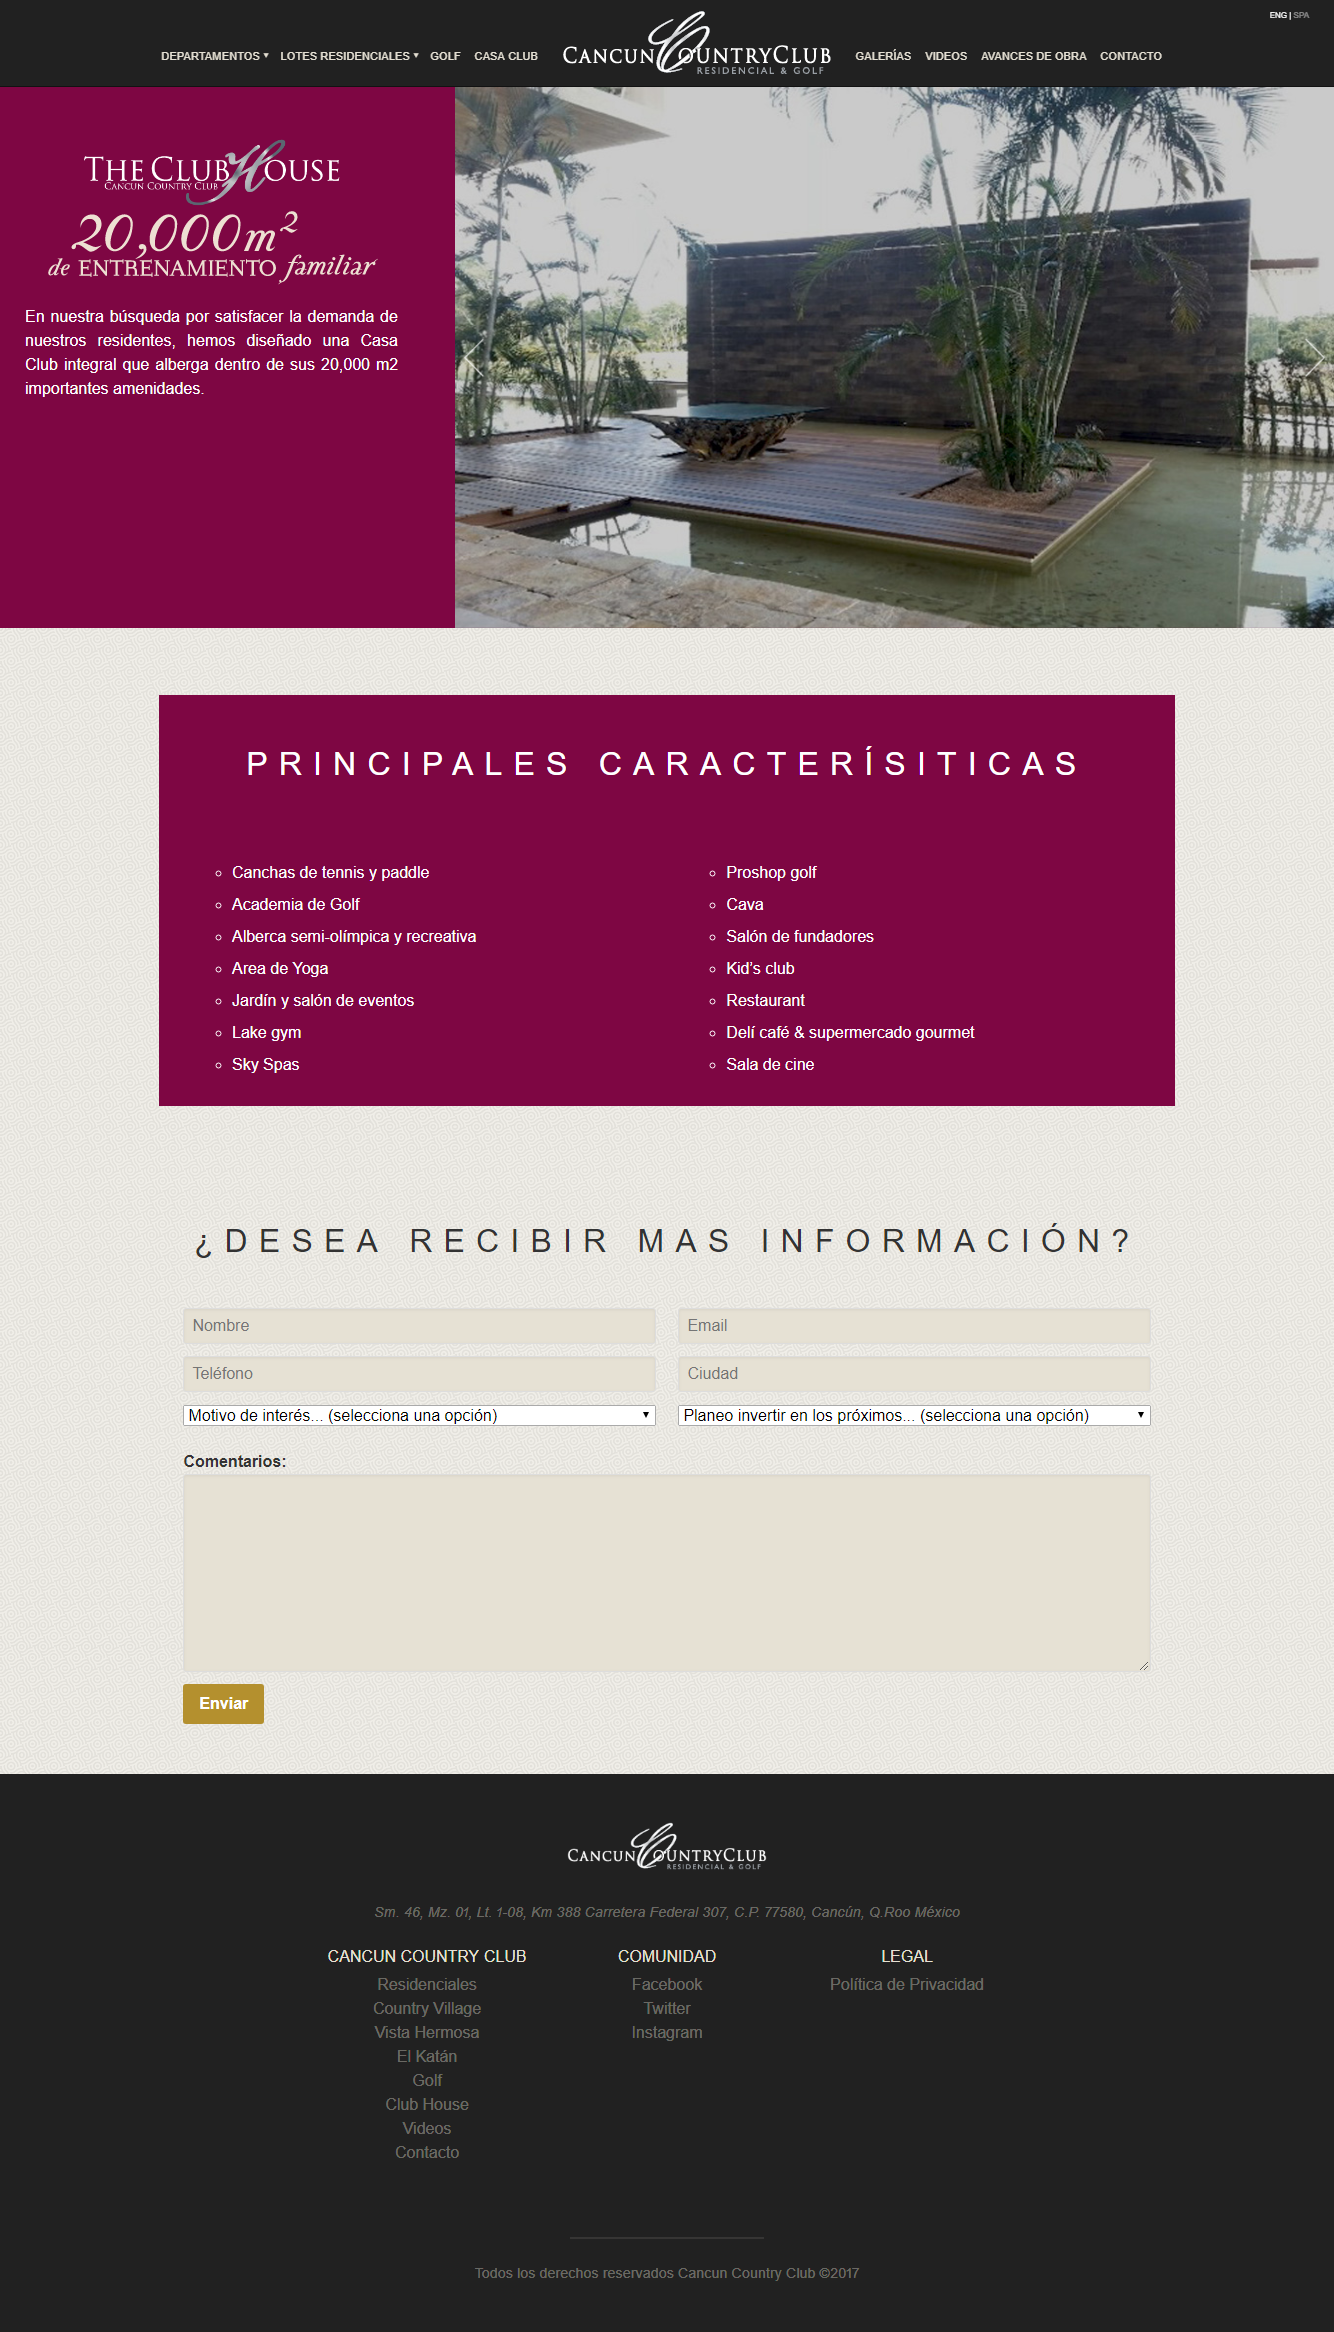 ENG | SPA
DEPARTAMENTOS ▾ LOTES RESIDENCIALES ▾ GOLF CASA CLUB
CANCUN COUNTRYCLUB
RESIDENCIAL & GOLF
GALERÍAS VIDEOS AVANCES DE OBRA CONTACTO
THE CLUB HOUSE
CANCUN COUNTRY CLUB
20,000m²
de ENTRENAMIENTO familiar
En nuestra búsqueda por satisfacer la demanda de
nuestros residentes, hemos diseñado una Casa
Club integral que alberga dentro de sus 20,000 m2
importantes amenidades.
PRINCIPALES CARACTERÍSITICAS
Canchas de tennis y paddle
Academia de Golf
Alberca semi-olímpica y recreativa
Area de Yoga
Jardín y salón de eventos
Lake gym
Sky Spas
Proshop golf
Cava
Salón de fundadores
Kid’s club
Restaurant
Delí café & supermercado gourmet
Sala de cine
¿DESEA RECIBIR MAS INFORMACIÓN?
Nombre
Email
Teléfono
Ciudad
Motivo de interés... (selecciona una opción)
Planeo invertir en los próximos... (selecciona una opción)
Comentarios:
Enviar
CANCUN COUNTRYCLUB
RESIDENCIAL & GOLF
Sm. 46, Mz. 01, Lt. 1-08, Km 388 Carretera Federal 307, C.P. 77580, Cancún, Q.Roo México
CANCUN COUNTRY CLUB
Residenciales
Country Village
Vista Hermosa
El Katán
Golf
Club House
Videos
Contacto
COMUNIDAD
Facebook
Twitter
Instagram
LEGAL
Política de Privacidad
Todos los derechos reservados Cancun Country Club ©2017